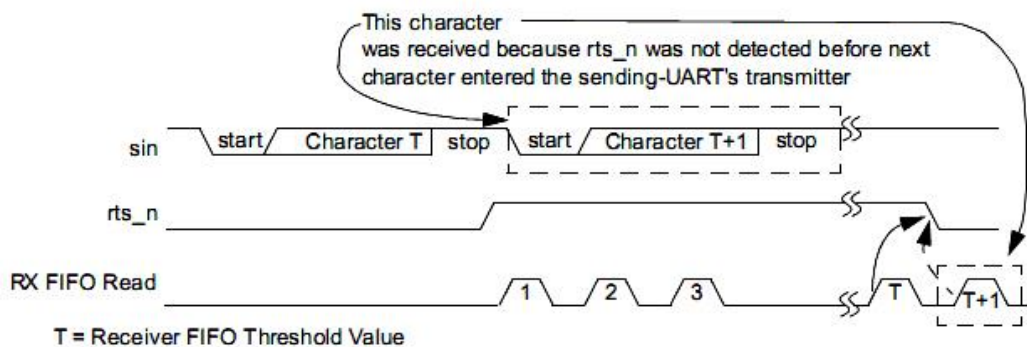 This character
was received because rts_n was not detected before next
character entered the sending-UART's transmitter
sin
start
Character T
stop
start
Character T+1
stop
rts_n
RX FIFO Read
1
2
3
T
T+1
T = Receiver FIFO Threshold Value